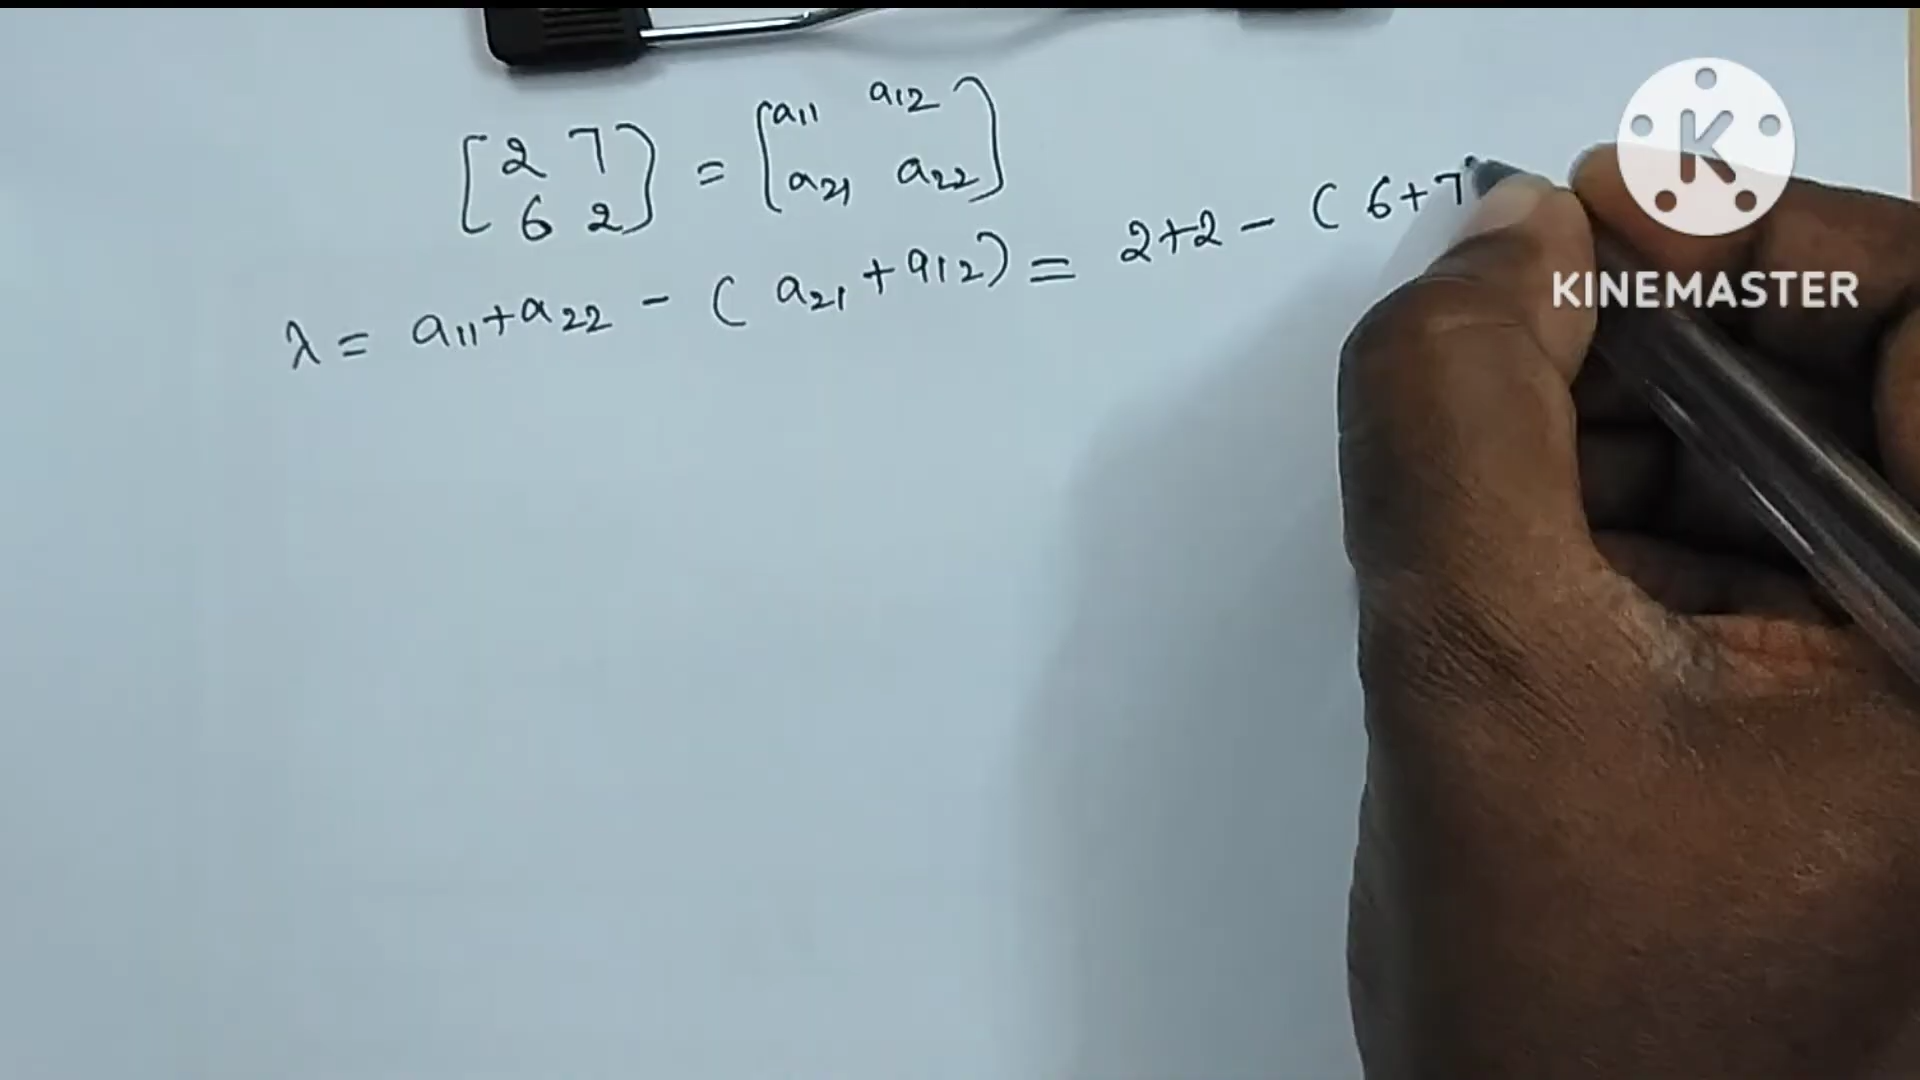 [2 7
6 2] = [a11 a12
a21 a22]
λ = a11 + a22 - ( a21 + a12 ) = 2+2 - ( 6+7
KINEMASTER